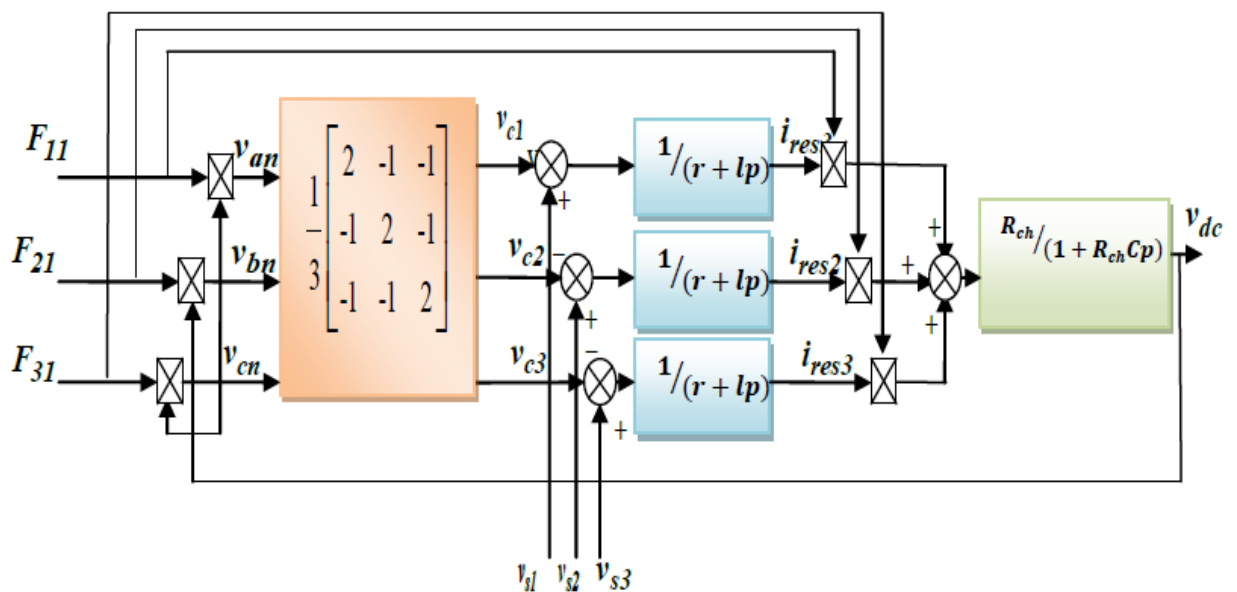 F11
F21
F31
van
vbn
vcn
1
–
3
2 -1 -1
-1 2 -1
-1 -1 2
vc1
vc2
vc3
+
–
+
–
+
1/(r + lp)
1/(r + lp)
1/(r + lp)
ires
ires2
ires3
+
+
+
Rch/(1 + RchCp)
vdc
vs1
vs2
vs3